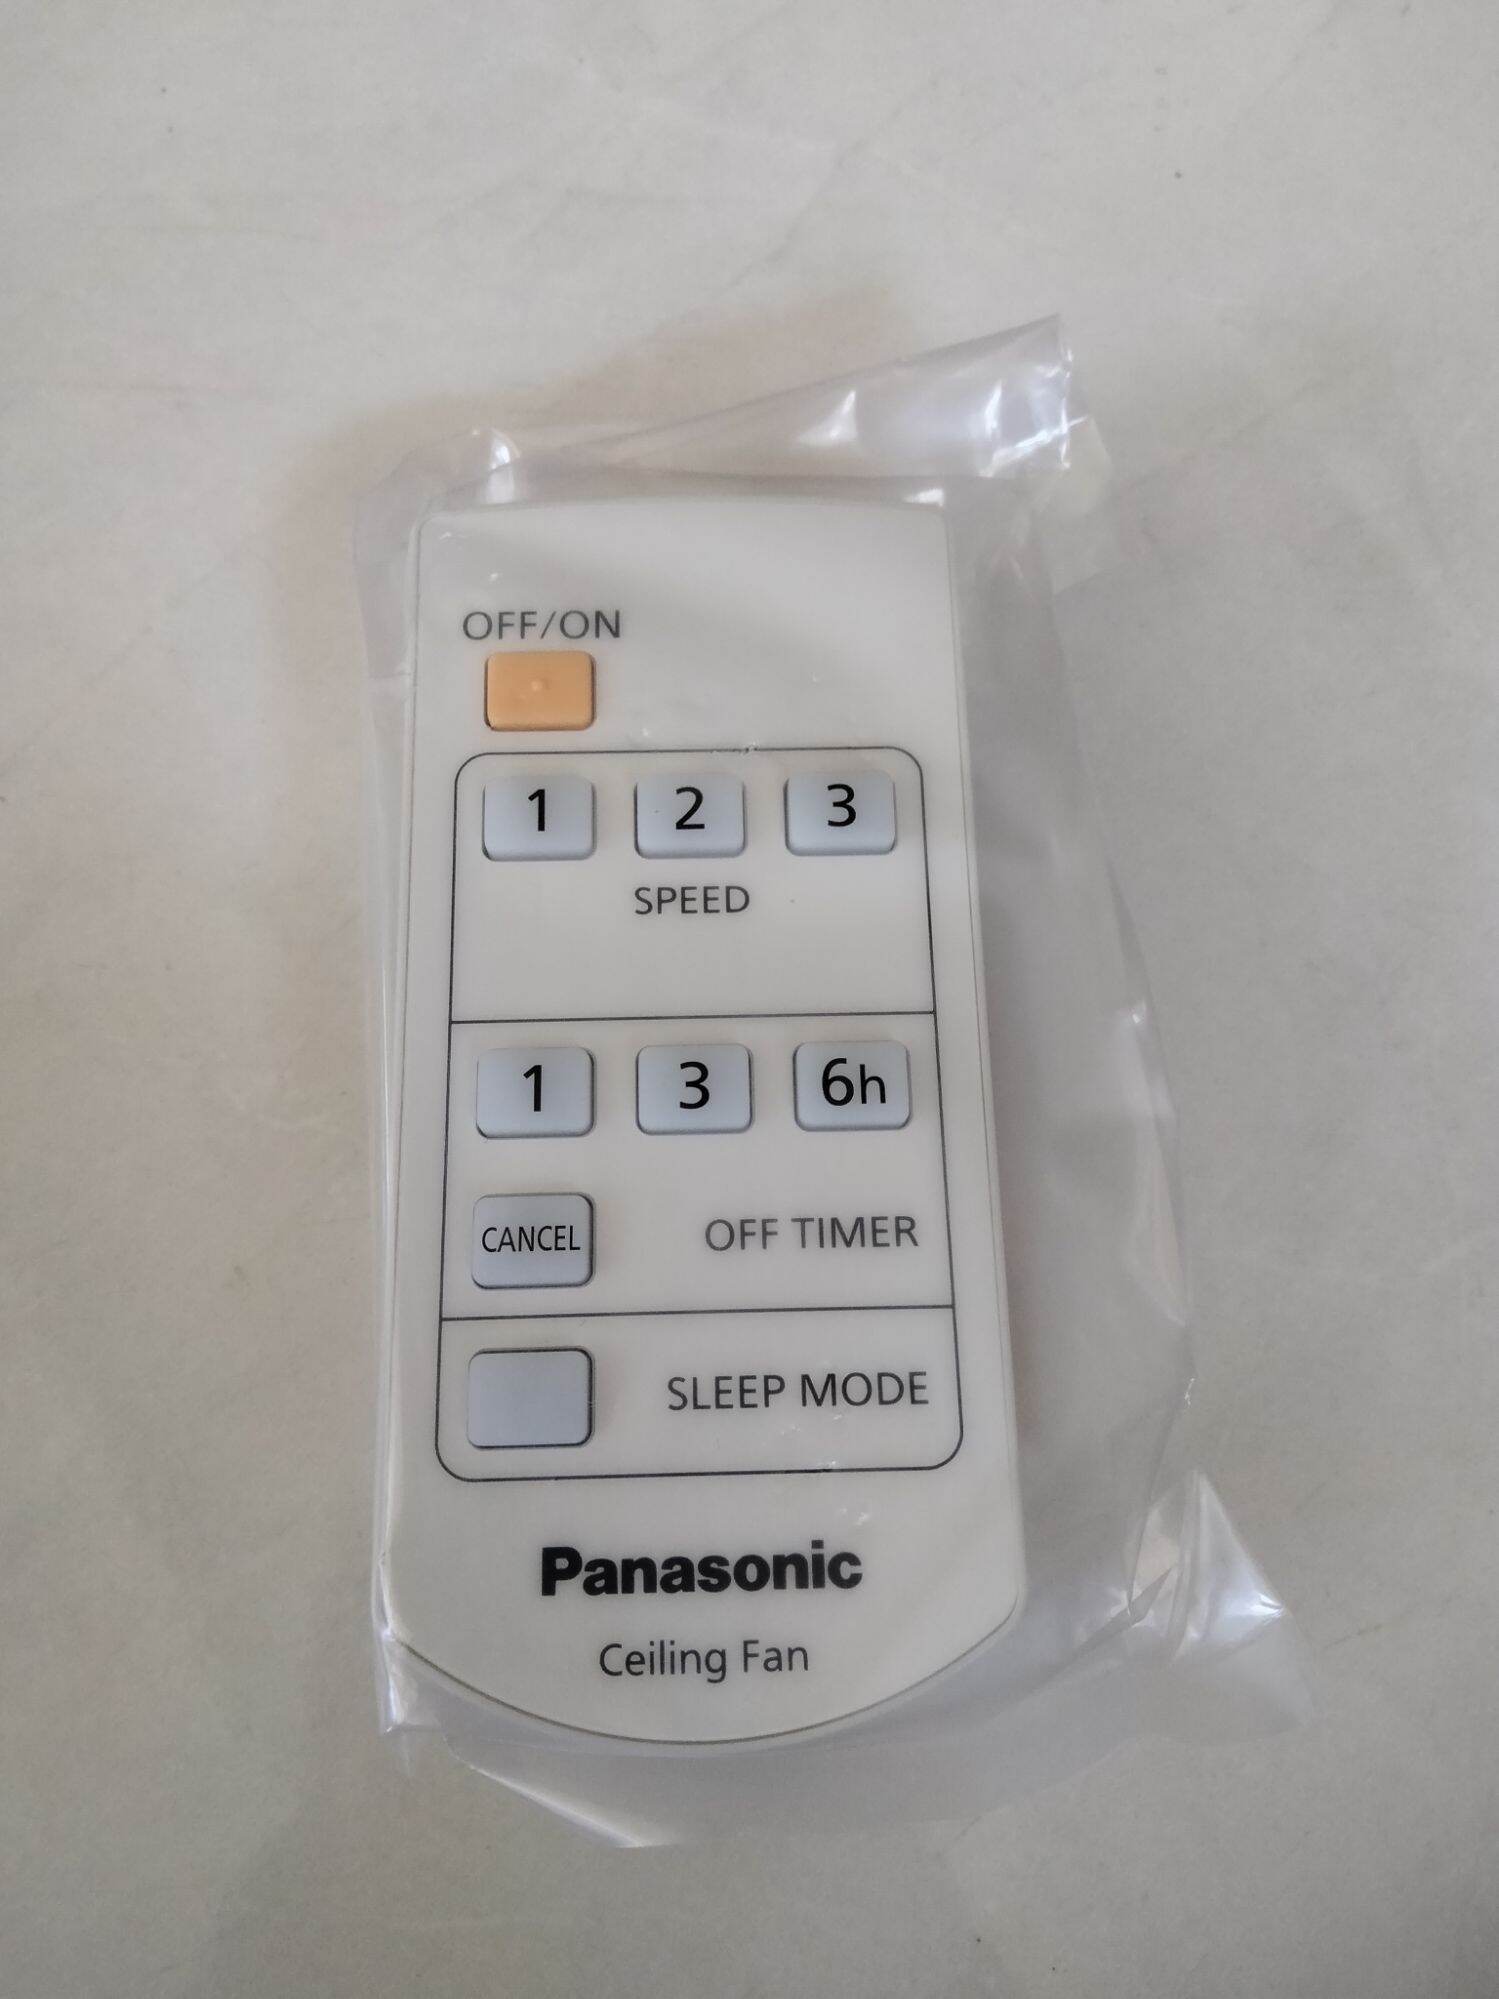 OFF/ON
1 2 3
SPEED
1 3 6h
CANCEL OFF TIMER
SLEEP MODE
Panasonic
Ceiling Fan